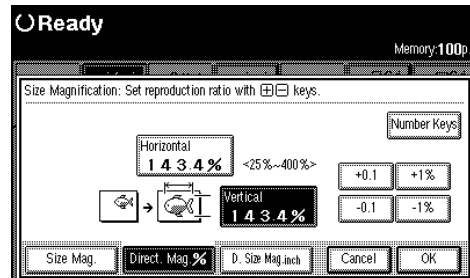 Ready
Memory:100p.
Size Magnification: Set reproduction ratio with ⊞⊟ keys.
Number Keys
Horizontal
143.4%
<25%~400%>
Vertical
143.4%
+0.1
+1%
-0.1
-1%
Size Mag.
Direct. Mag.%
D. Size Mag.inch
Cancel
OK